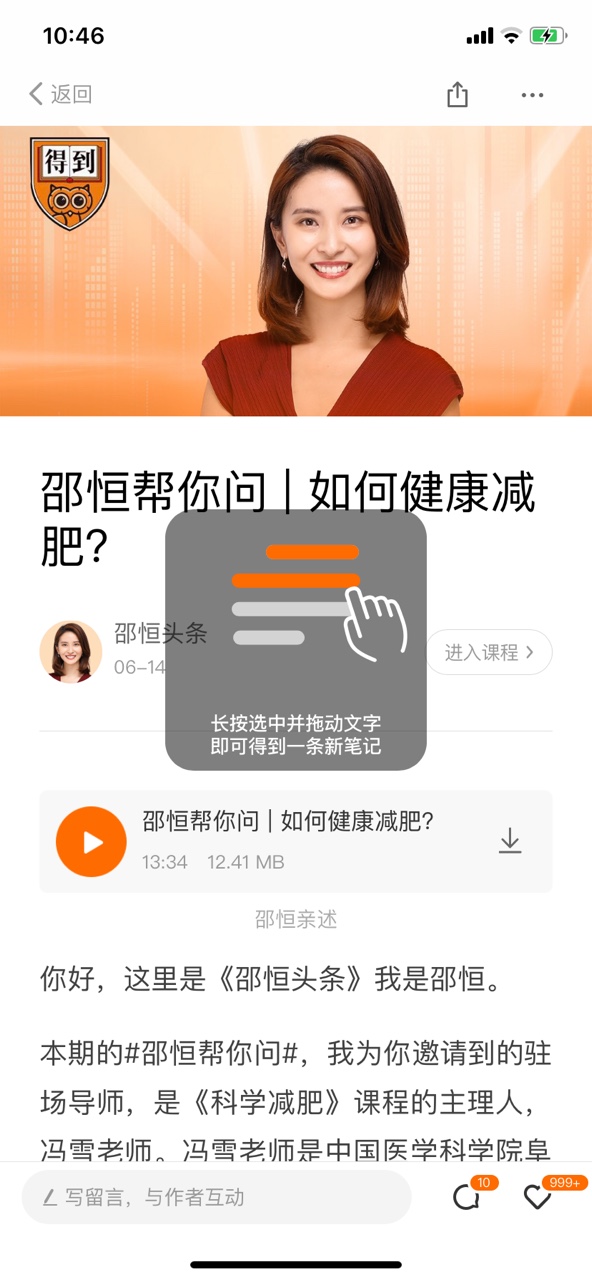 10:46
返回
得到
邵恒帮你问 | 如何健康减
肥?
邵恒头条
06-14
进入课程
长按选中并拖动文字
即可得到一条新笔记
邵恒帮你问 | 如何健康减肥?
13:34 12.41 MB
邵恒亲述
你好，这里是《邵恒头条》我是邵恒。
本期的#邵恒帮你问#，我为你邀请到的驻
场导师，是《科学减肥》课程的主理人，
冯雪老师。冯雪老师是中国医学科学院阜
写留言，与作者互动
10
999+